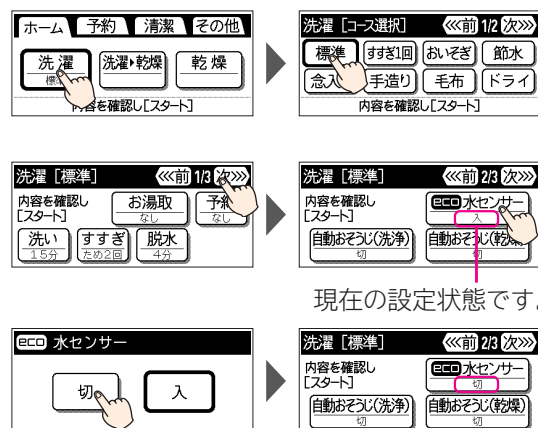 ホーム 予約 清潔 その他
洗濯 洗濯▶乾燥 乾燥
内容を確認し［スタート］
洗濯［コース選択］ 前 1/2 次
標準 すすぎ1回 おいそぎ 節水
念入 手造り 毛布 ドライ
内容を確認し［スタート］
洗濯［標準］ 前 1/3 次
内容を確認し お湯取 予約
［スタート］ なし なし
洗い すすぎ 脱水
15分 ため2回 4分
洗濯［標準］ 前 2/3 次
内容を確認し eco 水センサー
［スタート］ 入
自動おそうじ(洗浄) 自動おそうじ(乾燥)
切 切
現在の設定状態です。
eco 水センサー
切 入
洗濯［標準］ 前 2/3 次
内容を確認し eco 水センサー
［スタート］ 切
自動おそうじ(洗浄) 自動おそうじ(乾燥)
切 切